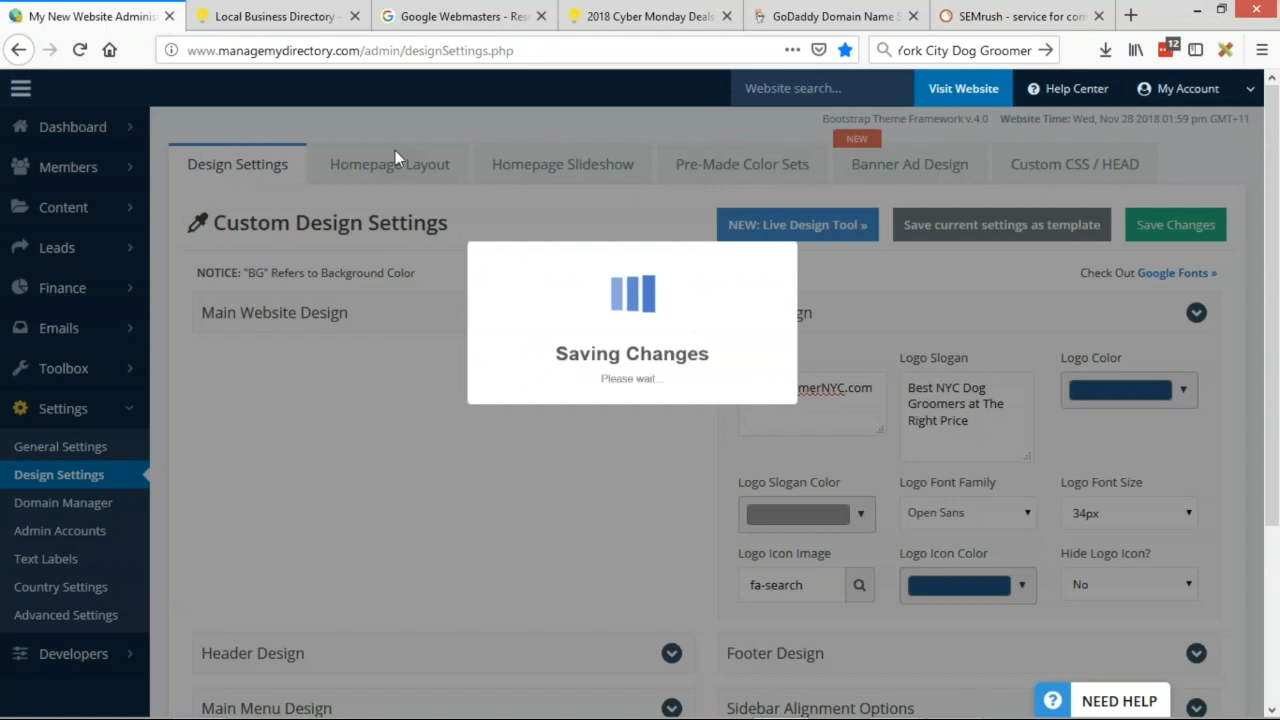 My New Website Adminis
Local Business Directory -
Google Webmasters - Res
2018 Cyber Monday Deals
GoDaddy Domain Name S
SEMrush - service for com
www.managemydirectory.com/admin/designSettings.php
fork City Dog Groomer
12
Website search...
Visit Website
Help Center
My Account
Bootstrap Theme Framework v.4.0 Website Time: Wed, Nov 28 2018 01:59 pm GMT+11
Dashboard
Members
Content
Leads
Finance
Emails
Toolbox
Settings
General Settings
Design Settings
Domain Manager
Admin Accounts
Text Labels
Country Settings
Advanced Settings
Developers
NEW
Design Settings
Homepage Layout
Homepage Slideshow
Pre-Made Color Sets
Banner Ad Design
Custom CSS / HEAD
Custom Design Settings
NEW: Live Design Tool »
Save current settings as template
Save Changes
NOTICE: "BG" Refers to Background Color
Check Out Google Fonts »
Main Website Design
gn
Saving Changes
Please wait...
Logo Slogan
Logo Color
merNYC.com
Best NYC Dog
Groomers at The
Right Price
Logo Slogan Color
Logo Font Family
Logo Font Size
Open Sans
34px
Logo Icon Image
Logo Icon Color
Hide Logo Icon?
fa-search
No
Header Design
Footer Design
Main Menu Design
Sidebar Alignment Options
NEED HELP